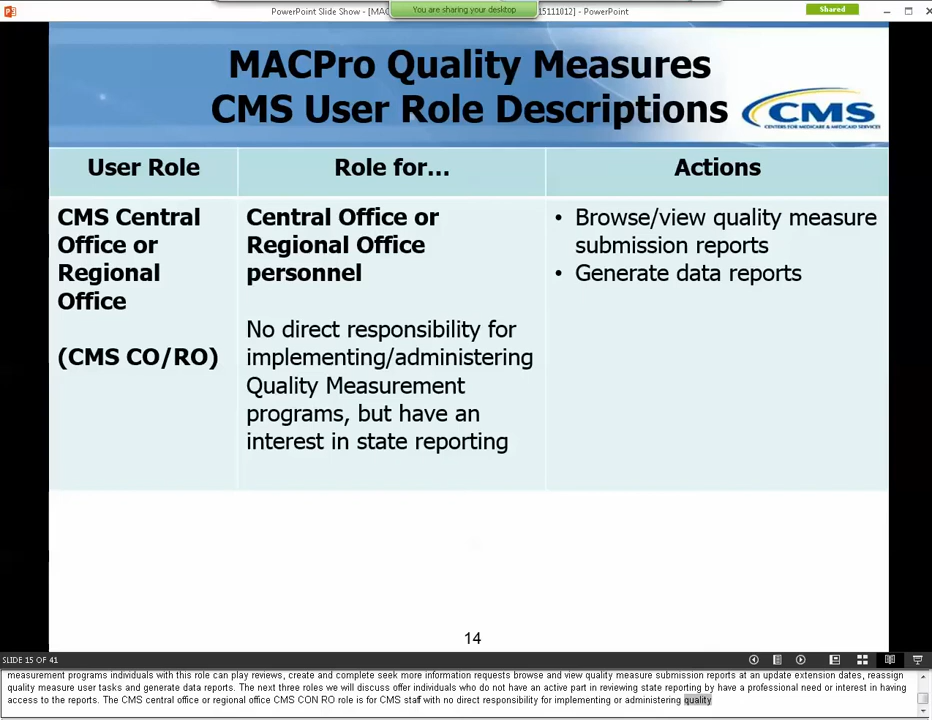 PowerPoint Slide Show - [MAC
You are sharing your desktop
15111012] - PowerPoint
Shared
MACPro Quality Measures
CMS User Role Descriptions
CMS
CENTERS FOR MEDICARE & MEDICAID SERVICES
User Role
Role for...
Actions
CMS Central
Office or
Regional
Office
(CMS CO/RO)
Central Office or
Regional Office
personnel
No direct responsibility for
implementing/administering
Quality Measurement
programs, but have an
interest in state reporting
• Browse/view quality measure
submission reports
• Generate data reports
14
SLIDE 15 OF 41
measurement programs individuals with this role can play reviews, create and complete seek more information requests browse and view quality measure submission reports at an update extension dates, reassign
quality measure user tasks and generate data reports. The next three roles we will discuss offer individuals who do not have an active part in reviewing state reporting by have a professional need or interest in having
access to the reports. The CMS central office or regional office CMS CON RO role is for CMS staff with no direct responsibility for implementing or administering quality